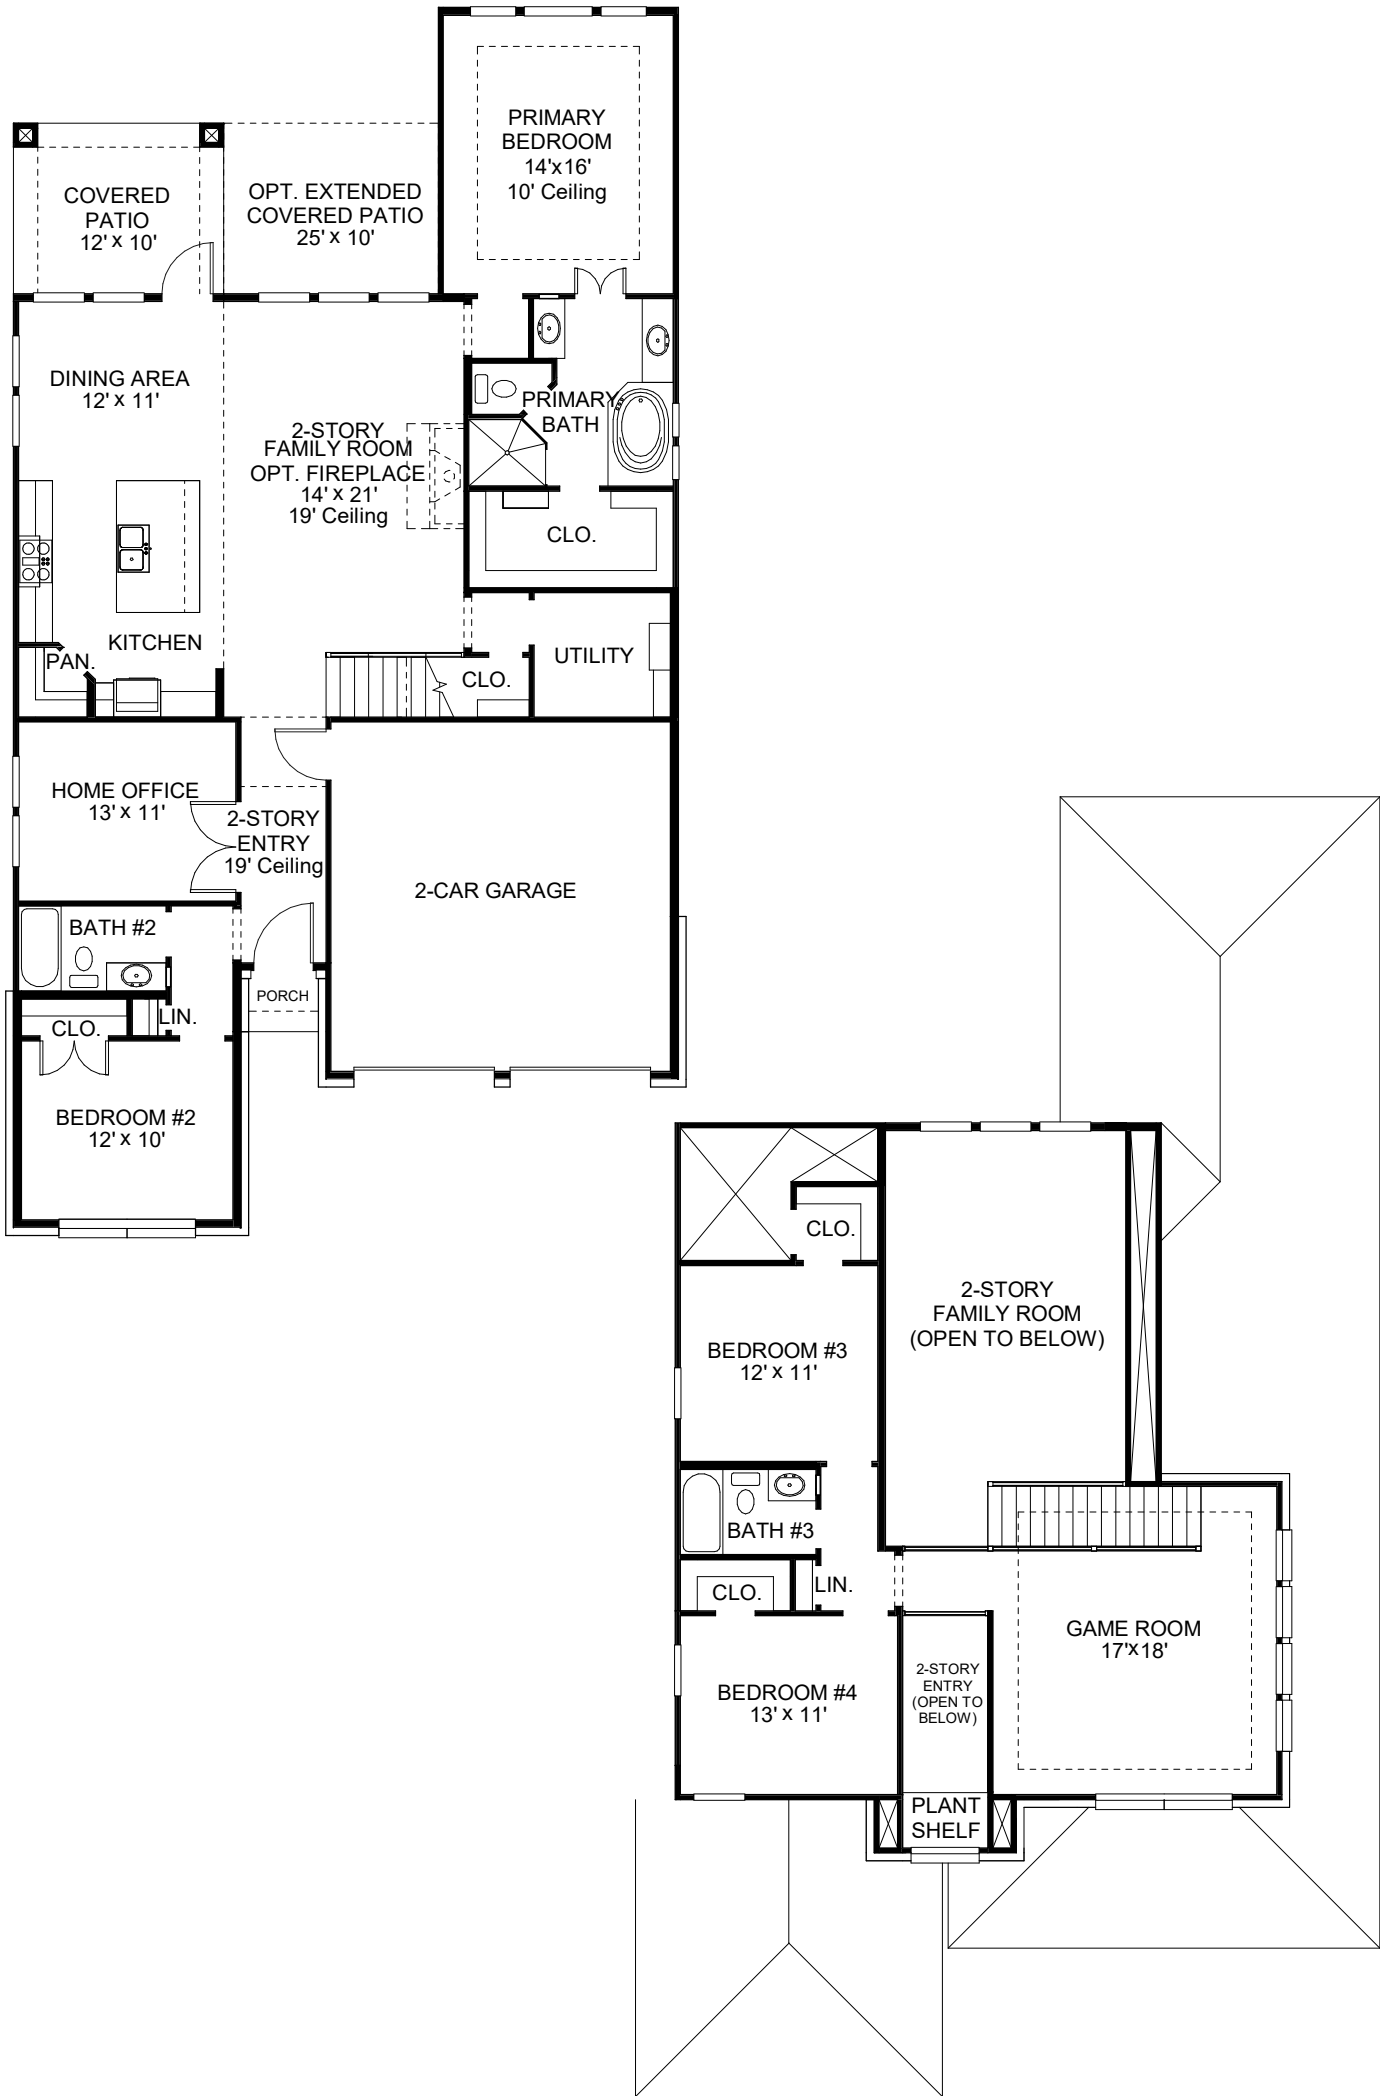 PRIMARY
BEDROOM
14'x16'
10' Ceiling
COVERED
PATIO
12' x 10'
OPT. EXTENDED
COVERED PATIO
25' x 10'
DINING AREA
12' x 11'
2-STORY
FAMILY ROOM
OPT. FIREPLACE
14' x 21'
19' Ceiling
PRIMARY
BATH
CLO.
KITCHEN
PAN.
CLO.
UTILITY
HOME OFFICE
13' x 11'
2-STORY
ENTRY
19' Ceiling
2-CAR GARAGE
BATH #2
PORCH
CLO.
LIN.
BEDROOM #2
12' x 10'
CLO.
2-STORY
FAMILY ROOM
(OPEN TO BELOW)
BEDROOM #3
12' x 11'
BATH #3
CLO.
LIN.
GAME ROOM
17'x18'
2-STORY
ENTRY
(OPEN TO
BELOW)
BEDROOM #4
13' x 11'
PLANT
SHELF